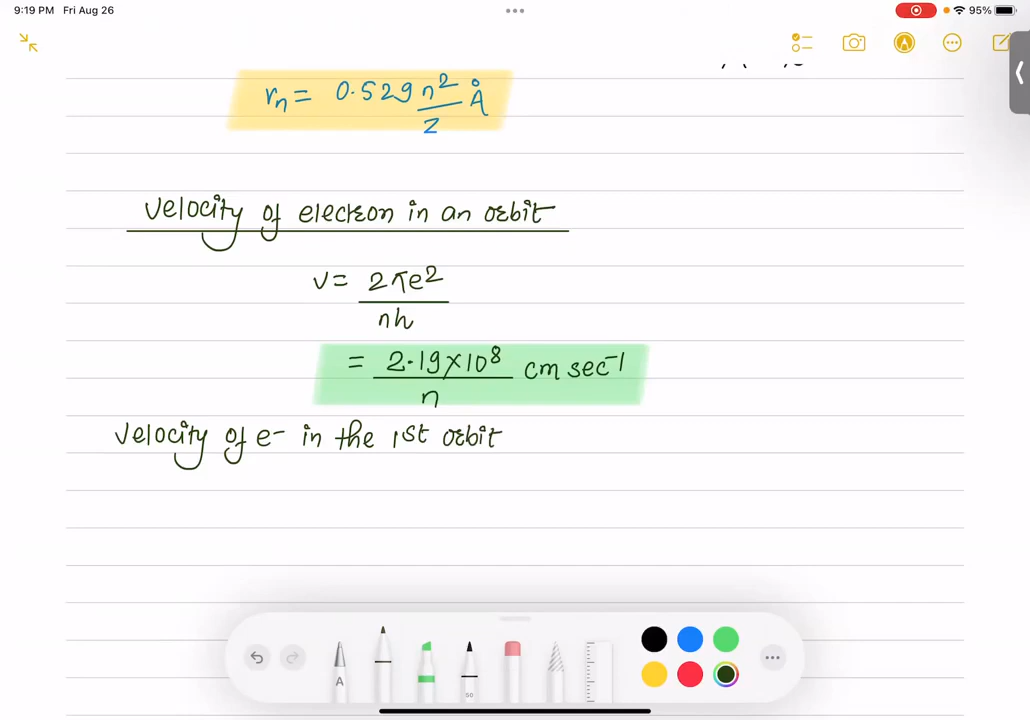 9:19 PM Fri Aug 26
95%
rn = 0.529 n²/z Å
Velocity of electron in an orbit
v = 2πe²/nh
= 2.19×10⁸/n cm sec⁻¹
Velocity of e⁻ in the 1st orbit
A
50